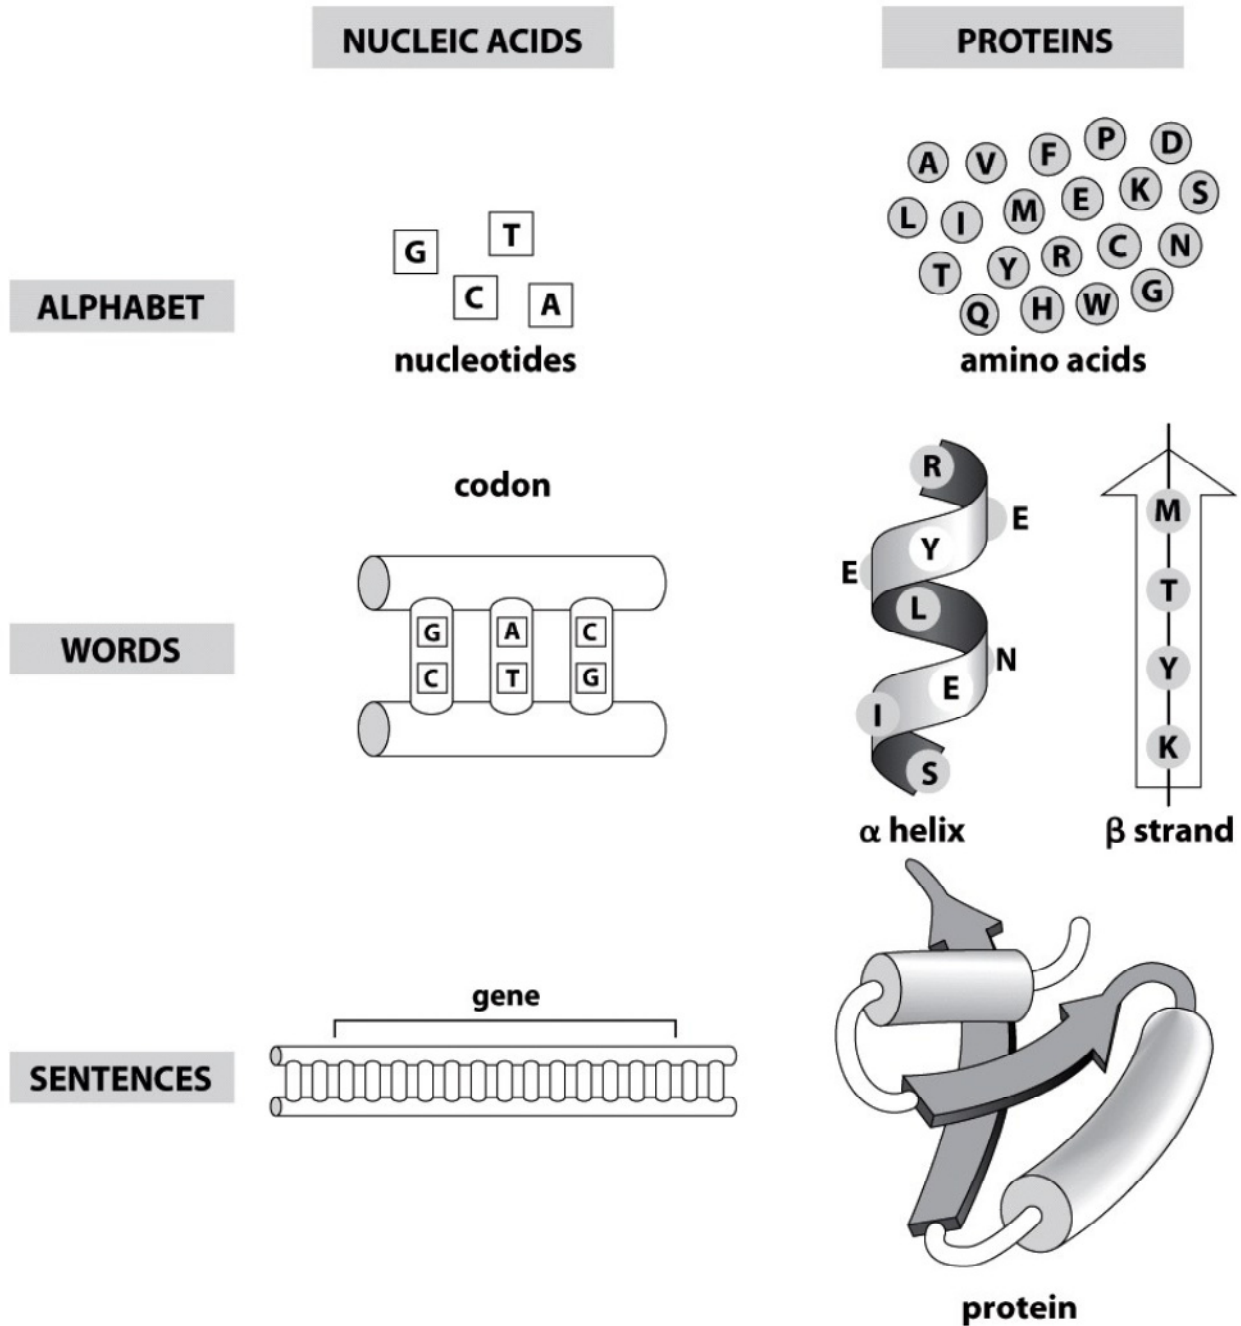 NUCLEIC ACIDS
PROTEINS
ALPHABET
G T
C A
nucleotides
A V F P D
L I M E K S
T Y R C N
Q H W G
amino acids
WORDS
codon
G A C
C T G
R
E
Y
E
L
N
E
I
S
α helix
M
T
Y
K
β strand
SENTENCES
gene
protein